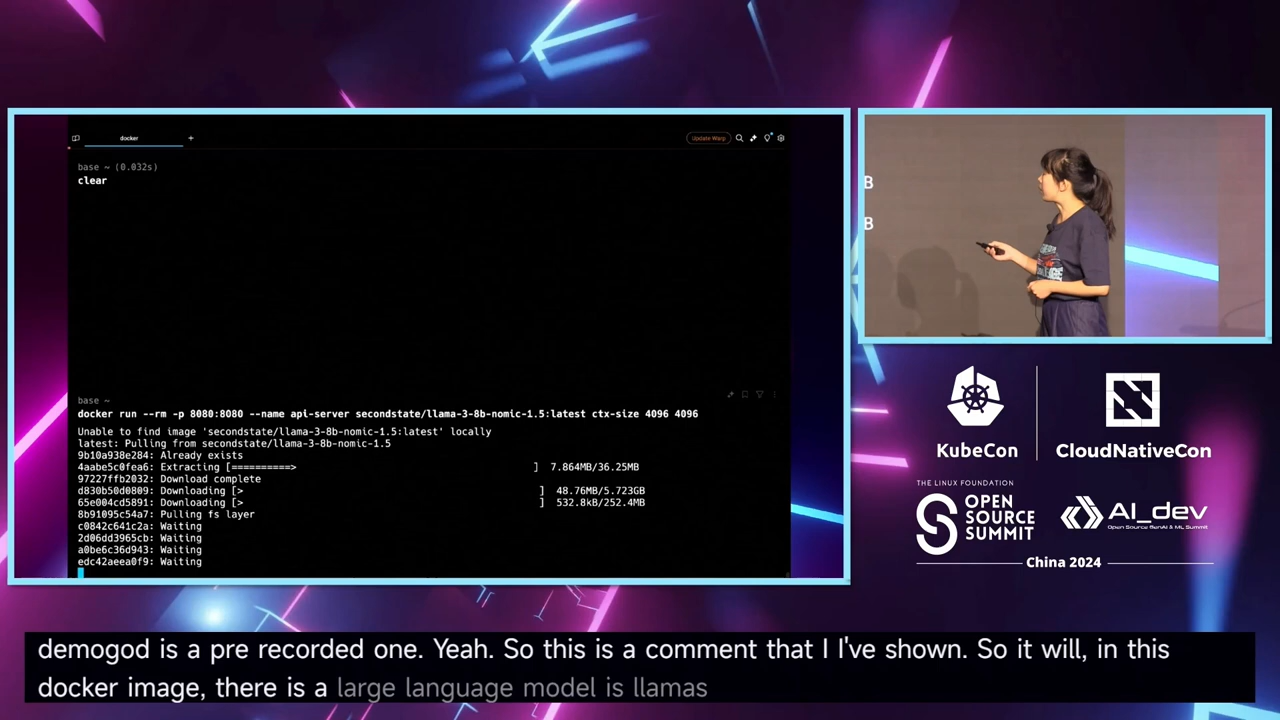 docker
+
Update Warp
base ~ (0.032s)
clear
base ~
docker run --rm -p 8080:8080 --name api-server secondstate/llama-3-8b-nomic-1.5:latest ctx-size 4096 4096
Unable to find image 'secondstate/llama-3-8b-nomic-1.5:latest' locally
latest: Pulling from secondstate/llama-3-8b-nomic-1.5
9b10a938e284: Already exists
4aabe5c0fea6: Extracting [==========> ] 7.864MB/36.25MB
97227ffb2032: Download complete
d830b50d0809: Downloading [> ] 48.76MB/5.723GB
65e004cd5891: Downloading [> ] 532.8kB/252.4MB
8b91095c54a7: Pulling fs layer
c0842c641c2a: Waiting
2d06dd3965cb: Waiting
a0be6c36d943: Waiting
edc42aeea0f9: Waiting
B
B
KubeCon
CloudNativeCon
THE LINUX FOUNDATION
OPEN
SOURCE
SUMMIT
AI_dev
Open Source GenAI & ML Summit
China 2024
demogod is a pre recorded one. Yeah. So this is a comment that I I've shown. So it will, in this
docker image, there is a large language model is llamas